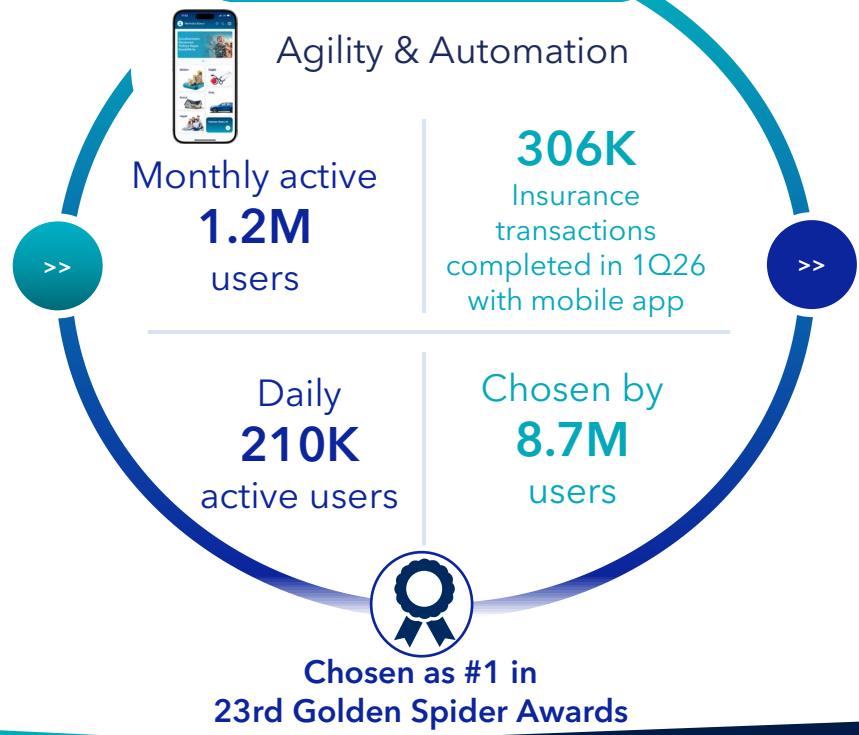 Agility & Automation
Monthly active
1.2M
users
306K
Insurance
transactions
completed in 1Q26
with mobile app
>>
>>
Daily
210K
active users
Chosen by
8.7M
users
Chosen as #1 in
23rd Golden Spider Awards